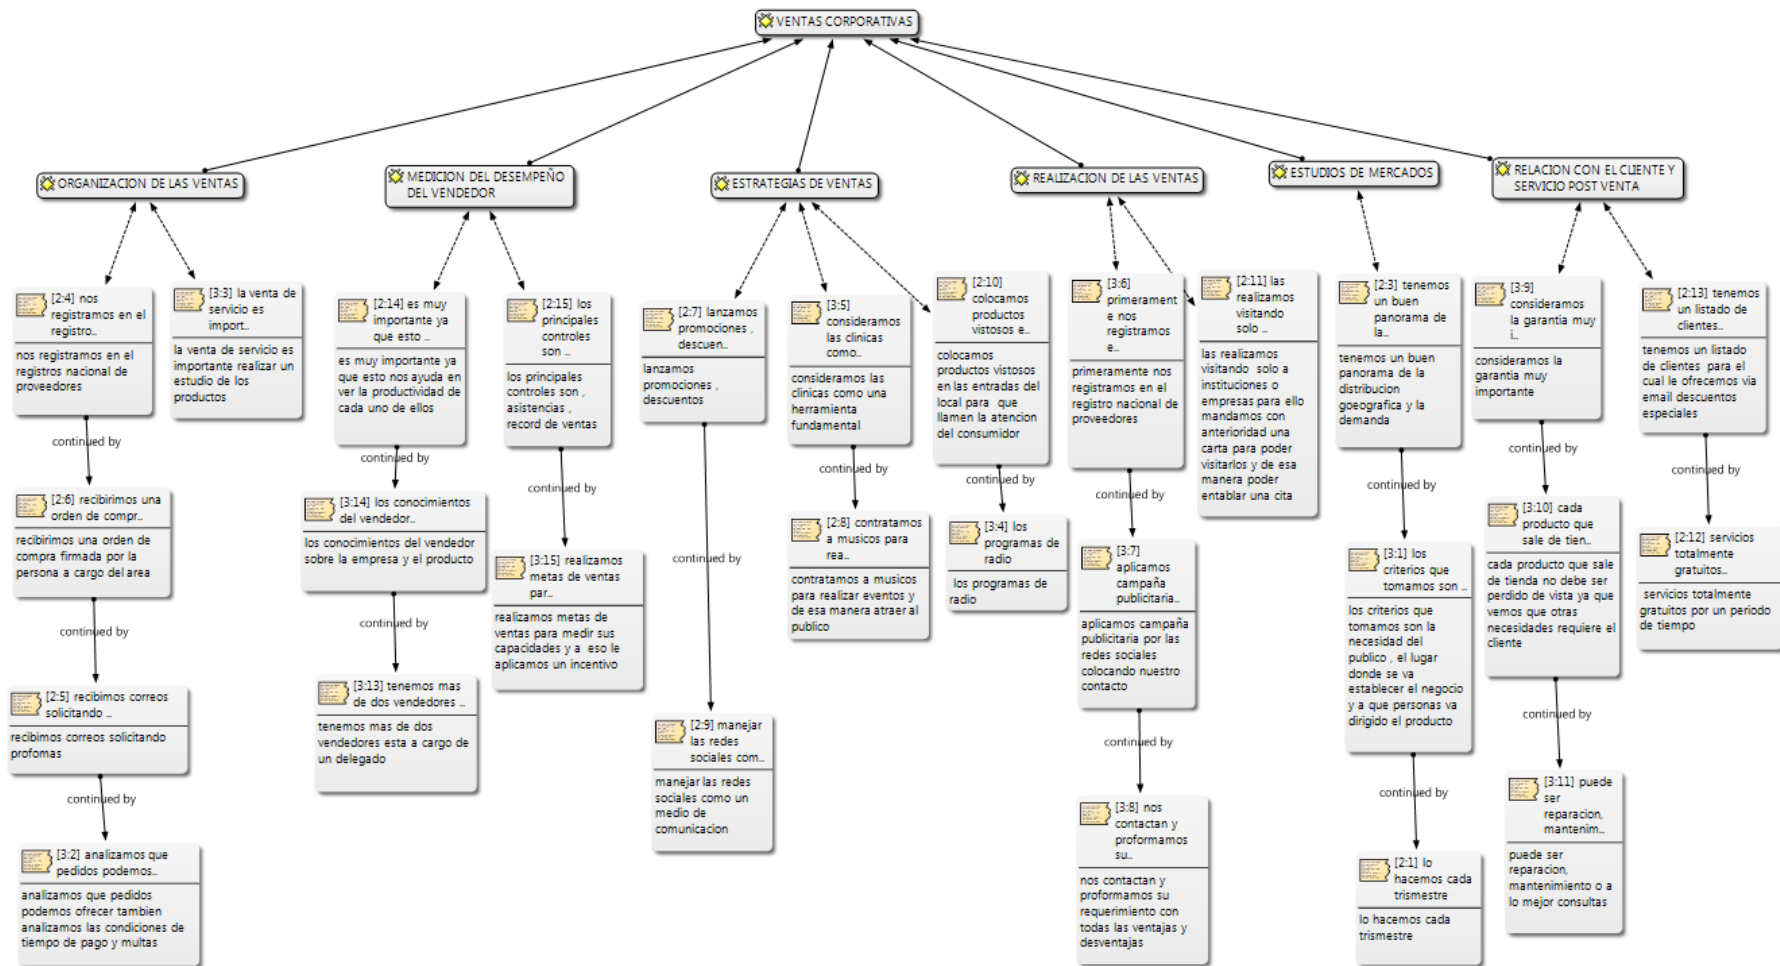 VENTAS CORPORATIVAS
ORGANIZACION DE LAS VENTAS
MEDICION DEL DESEMPEÑO
DEL VENDEDOR
ESTRATEGIAS DE VENTAS
REALIZACION DE LAS VENTAS
ESTUDIOS DE MERCADOS
RELACION CON EL CLIENTE Y
SERVICIO POST VENTA
[2:4] nos
registramos en el
registro..
nos registramos en el
registros nacional de
proveedores
continued by
[2:6] recibirimos una
orden de compr..
recibirimos una orden de
compra firmada por la
persona a cargo del area
continued by
[2:5] recibimos correos
solicitando ..
recibimos correos solicitando
profomas
continued by
[3:2] analizamos que
pedidos podemos..
analizamos que pedidos
podemos ofrecer tambien
analizamos las condiciones de
tiempo de pago y multas
[3:3] la venta de
servicio es
import..
la venta de servicio es
importante realizar un
estudio de los
productos
[2:14] es muy
importante ya
que esto ..
es muy importante ya
que esto nos ayuda en
ver la productividad de
cada uno de ellos
continued by
[3:14] los conocimientos
del vendedor..
los conocimientos del vendedor
sobre la empresa y el producto
continued by
[3:13] tenemos mas
de dos vendedores ..
tenemos mas de dos
vendedores esta a cargo de
un delegado
[2:15] los
principales
controles son ..
los principales
controles son ,
asistencias ,
record de ventas
continued by
[3:15] realizamos
metas de ventas
par..
realizamos metas de
ventas para medir sus
capacidades y a  eso le
aplicamos un incentivo
[2:7] lanzamos
promociones ,
descuen..
lanzamos
promociones ,
descuentos
continued by
[2:9] manejar
las redes
sociales com..
manejar las redes
sociales como un
medio de
comunicacion
[3:5]
consideramos
las clinicas
como..
consideramos las
clinicas como una
herramienta
fundamental
continued by
[2:8] contratamos
a musicos para
rea..
contratamos a musicos
para realizar eventos y
de esa manera atraer al
publico
[2:10]
colocamos
productos
vistosos e..
colocamos
productos vistosos
en las entradas del
local para  que
llamen la atencion
del consumidor
continued by
[3:4] los
programas de
radio
los programas de
radio
[3:6]
primerament
e nos
registramos
e..
primeramente nos
registramos en el
registro nacional de
proveedores
continued by
[3:7]
aplicamos
campaña
publicitaria..
aplicamos campaña
publicitaria por las
redes sociales
colocando nuestro
contacto
continued by
[3:8] nos
contactan y
proformamos
su..
nos contactan y
proformamos su
requerimiento con
todas las ventajas y
desventajas
[2:11] las
realizamos
visitando
solo ..
las realizamos
visitando  solo a
instituciones o
empresas para ello
mandamos con
anterioridad una
carta para poder
visitarlos y de esa
manera poder
entablar una cita
[2:3] tenemos
un buen
panorama de
la..
tenemos un buen
panorama de la
distribucion
goeografica y la
demanda
continued by
[3:1] los
criterios que
tomamos son ..
los criterios que
tomamos son la
necesidad del
publico , el lugar
donde se va
establecer el negocio
y a que personas va
dirigido el producto
continued by
[2:1] lo
hacemos cada
trismestre
lo hacemos cada
trismestre
[3:9]
consideramos
la garantia muy
i..
consideramos la
garantia muy
importante
continued by
[3:10] cada
producto que
sale de tien..
cada producto que sale
de tienda no debe ser
perdido de vista ya que
vemos que otras
necesidades requiere el
cliente
continued by
[3:11] puede
ser
reparacion,
mantenim..
puede ser
reparacion,
mantenimiento o a
lo mejor consultas
[2:13] tenemos
un listado de
clientes..
tenemos un listado
de clientes  para el
cual le ofrecemos via
email descuentos
especiales
continued by
[2:12] servicios
totalmente
gratuitos..
servicios totalmente
gratuitos por un periodo
de tiempo